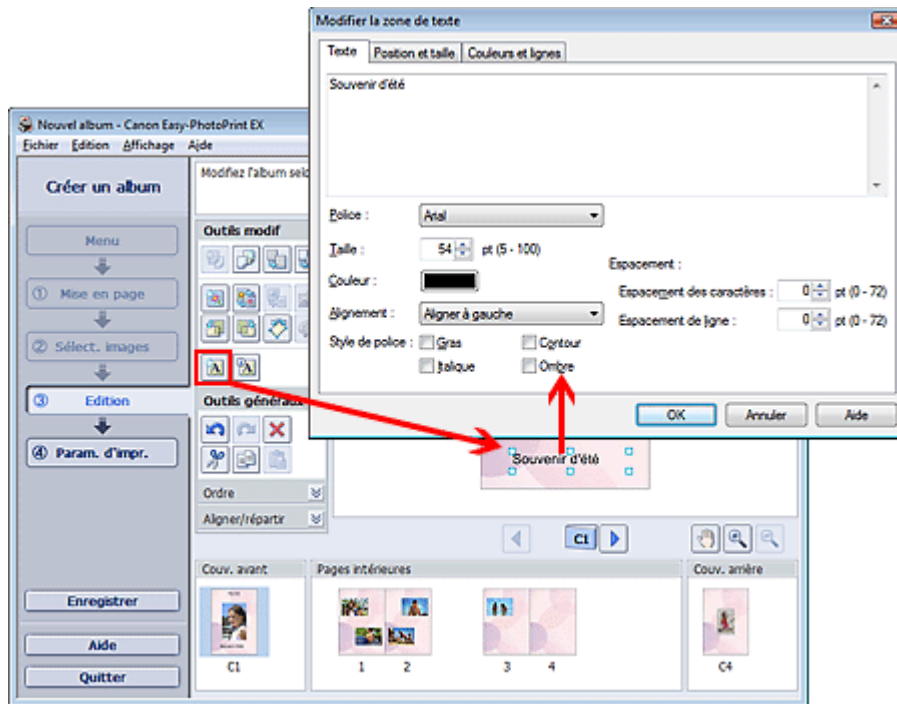 Modifier la zone de texte
Texte Position et taille Couleurs et lignes
Souvenir d'été
Police : Arial
Taille : 54 pt (5 - 100)
Couleur :
Alignement : Aligner à gauche
Style de police : Gras Contour
Italique Ombre
Espacement :
Espacement des caractères : 0 pt (0 - 72)
Espacement de ligne : 0 pt (0 - 72)
OK Annuler Aide
Nouvel album - Canon Easy-PhotoPrint EX
Fichier Edition Affichage Aide
Créer un album
Menu
① Mise en page
② Sélect. images
③ Edition
④ Param. d'impr.
Enregistrer
Aide
Quitter
Modifiez l'album
Outils modif
Outils généraux
Ordre
Aligner/répartir
Souvenir d'été
C1
Couv. avant Pages intérieures Couv. arrière
C1 1 2 3 4 C4